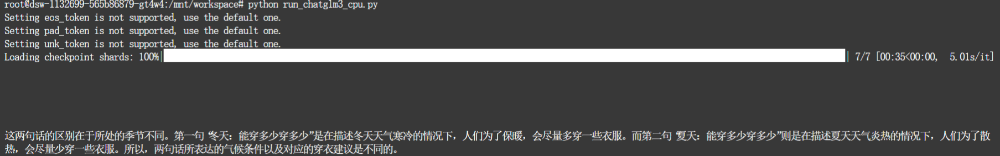 root@dsw-1132699-565b86879-gt4w4:/mnt/workspace# python run_chatglm3_cpu.py
Setting eos_token is not supported, use the default one.
Setting pad_token is not supported, use the default one.
Setting unk_token is not supported, use the default one.
Loading checkpoint shards: 100%| | 7/7 [00:35<00:00,  5.01s/it]
这两句话的区别在于所处的季节不同。第一句“冬天：能穿多少穿多少”是在描述冬天天气寒冷的情况下，人们为了保暖，会尽量多穿一些衣服。而第二句“夏天：能穿多少穿多少”则是在描述夏天天气炎热的情况下，人们为了散
热，会尽量少穿一些衣服。所以，两句话所表达的气候条件以及对应的穿衣建议是不同的。